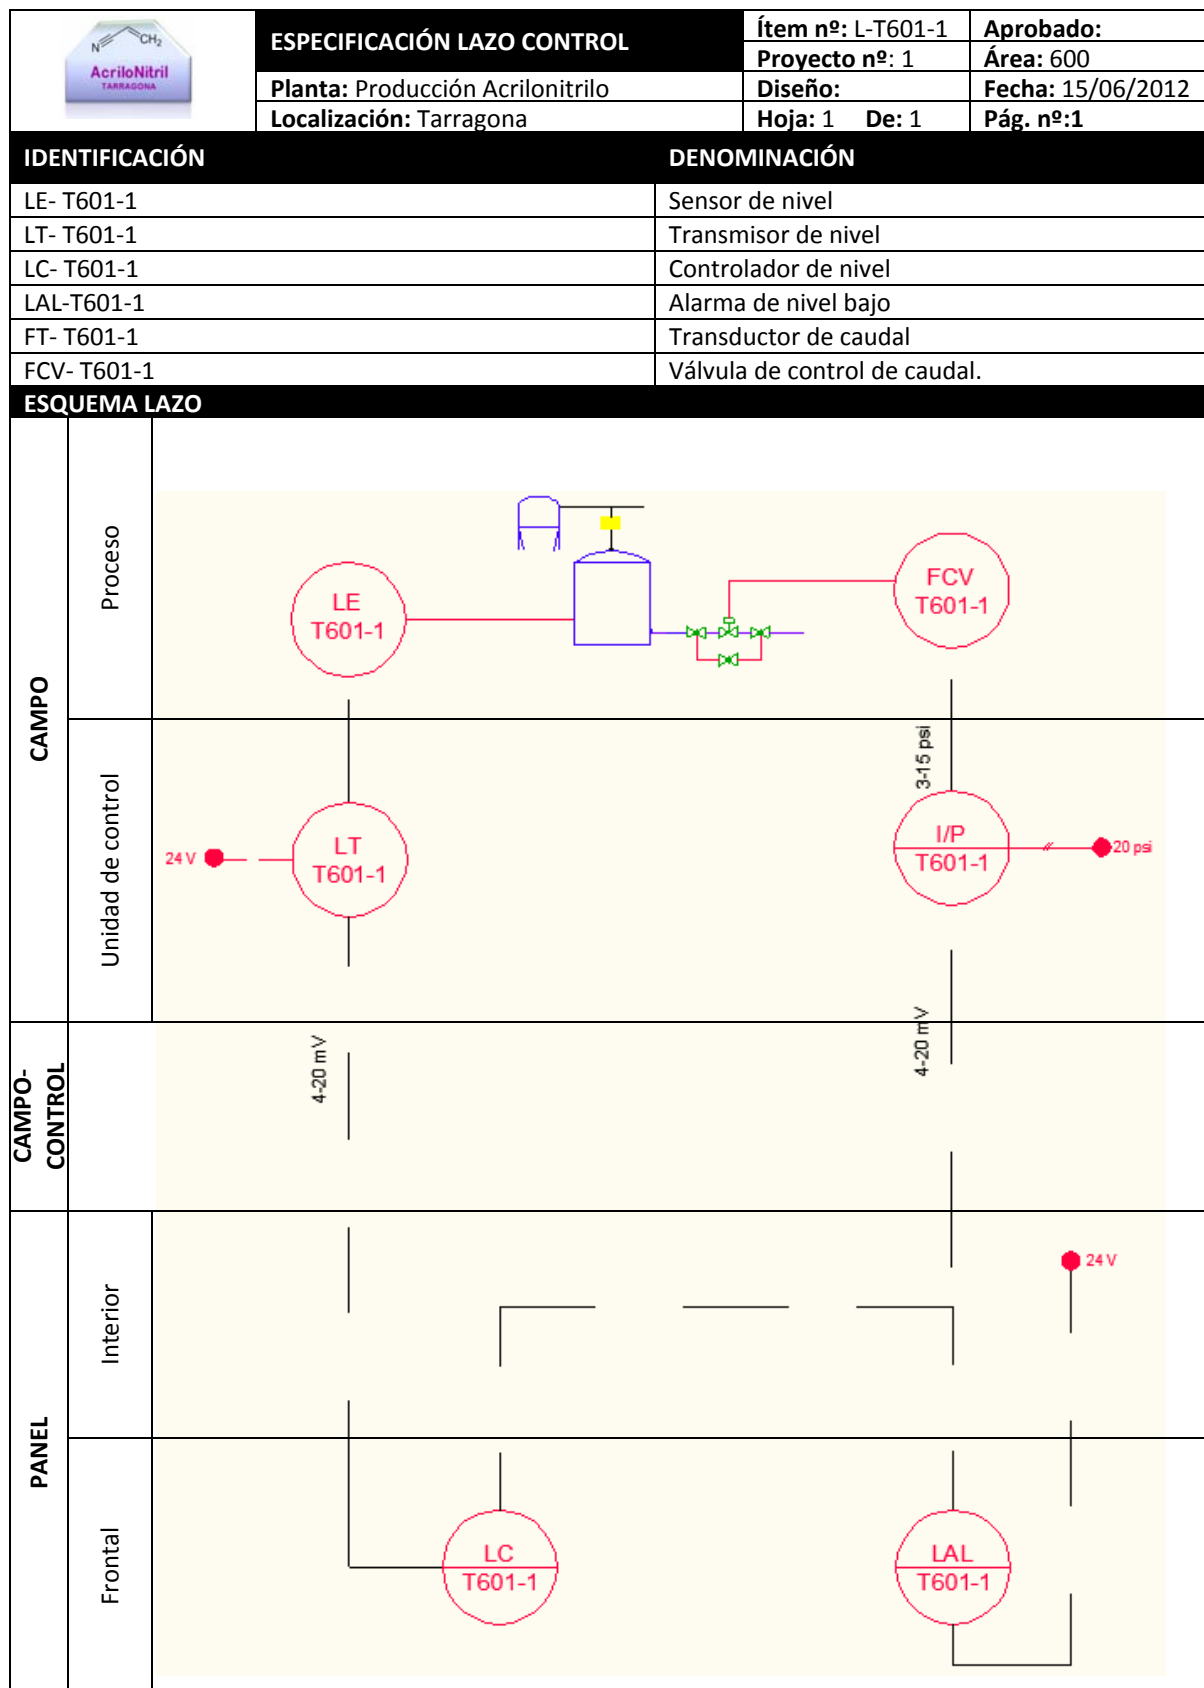 N
CH2
AcriloNitril
TARRAGONA
ESPECIFICACIÓN LAZO CONTROL
Ítem nº: L-T601-1
Aprobado:
Proyecto nº: 1
Área: 600
Planta: Producción Acrilonitrilo
Diseño:
Fecha: 15/06/2012
Localización: Tarragona
Hoja: 1 De: 1
Pág. nº:1
IDENTIFICACIÓN
DENOMINACIÓN
LE- T601-1
Sensor de nivel
LT- T601-1
Transmisor de nivel
LC- T601-1
Controlador de nivel
LAL-T601-1
Alarma de nivel bajo
FT- T601-1
Transductor de caudal
FCV- T601-1
Válvula de control de caudal.
ESQUEMA LAZO
CAMPO
Proceso
LE
T601-1
FCV
T601-1
Unidad de control
3-15 psi
24 V
LT
T601-1
I/P
T601-1
20 psi
CAMPO-
CONTROL
4-20 mV
4-20 mV
PANEL
Interior
24 V
Frontal
LC
T601-1
LAL
T601-1